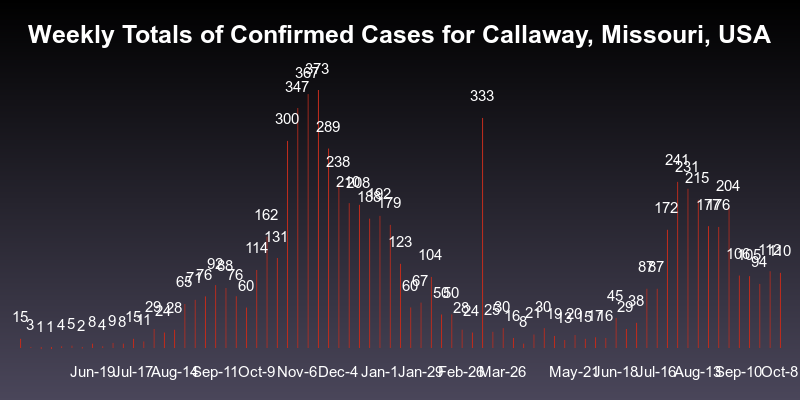 Weekly Totals of Confirmed Cases for Callaway, Missouri, USA
15 3 1 1 4 5 2 8 4 9 8 15 11 29 24 28 65 71 76 92 88 76 60 114 162 131 300 347 367 373 289 238 210 208 188 192 179 123 60 67 104 50 50 28 24 333 25 30 16 8 21 30 19 13 20 15 17 16 45 29 38 87 87 172 241 231 215 177 176 204 106 105 94 112 110
Jun-19 Jul-17 Aug-14 Sep-11 Oct-9 Nov-6 Dec-4 Jan-1 Jan-29 Feb-26 Mar-26 May-21 Jun-18 Jul-16 Aug-13 Sep-10 Oct-8